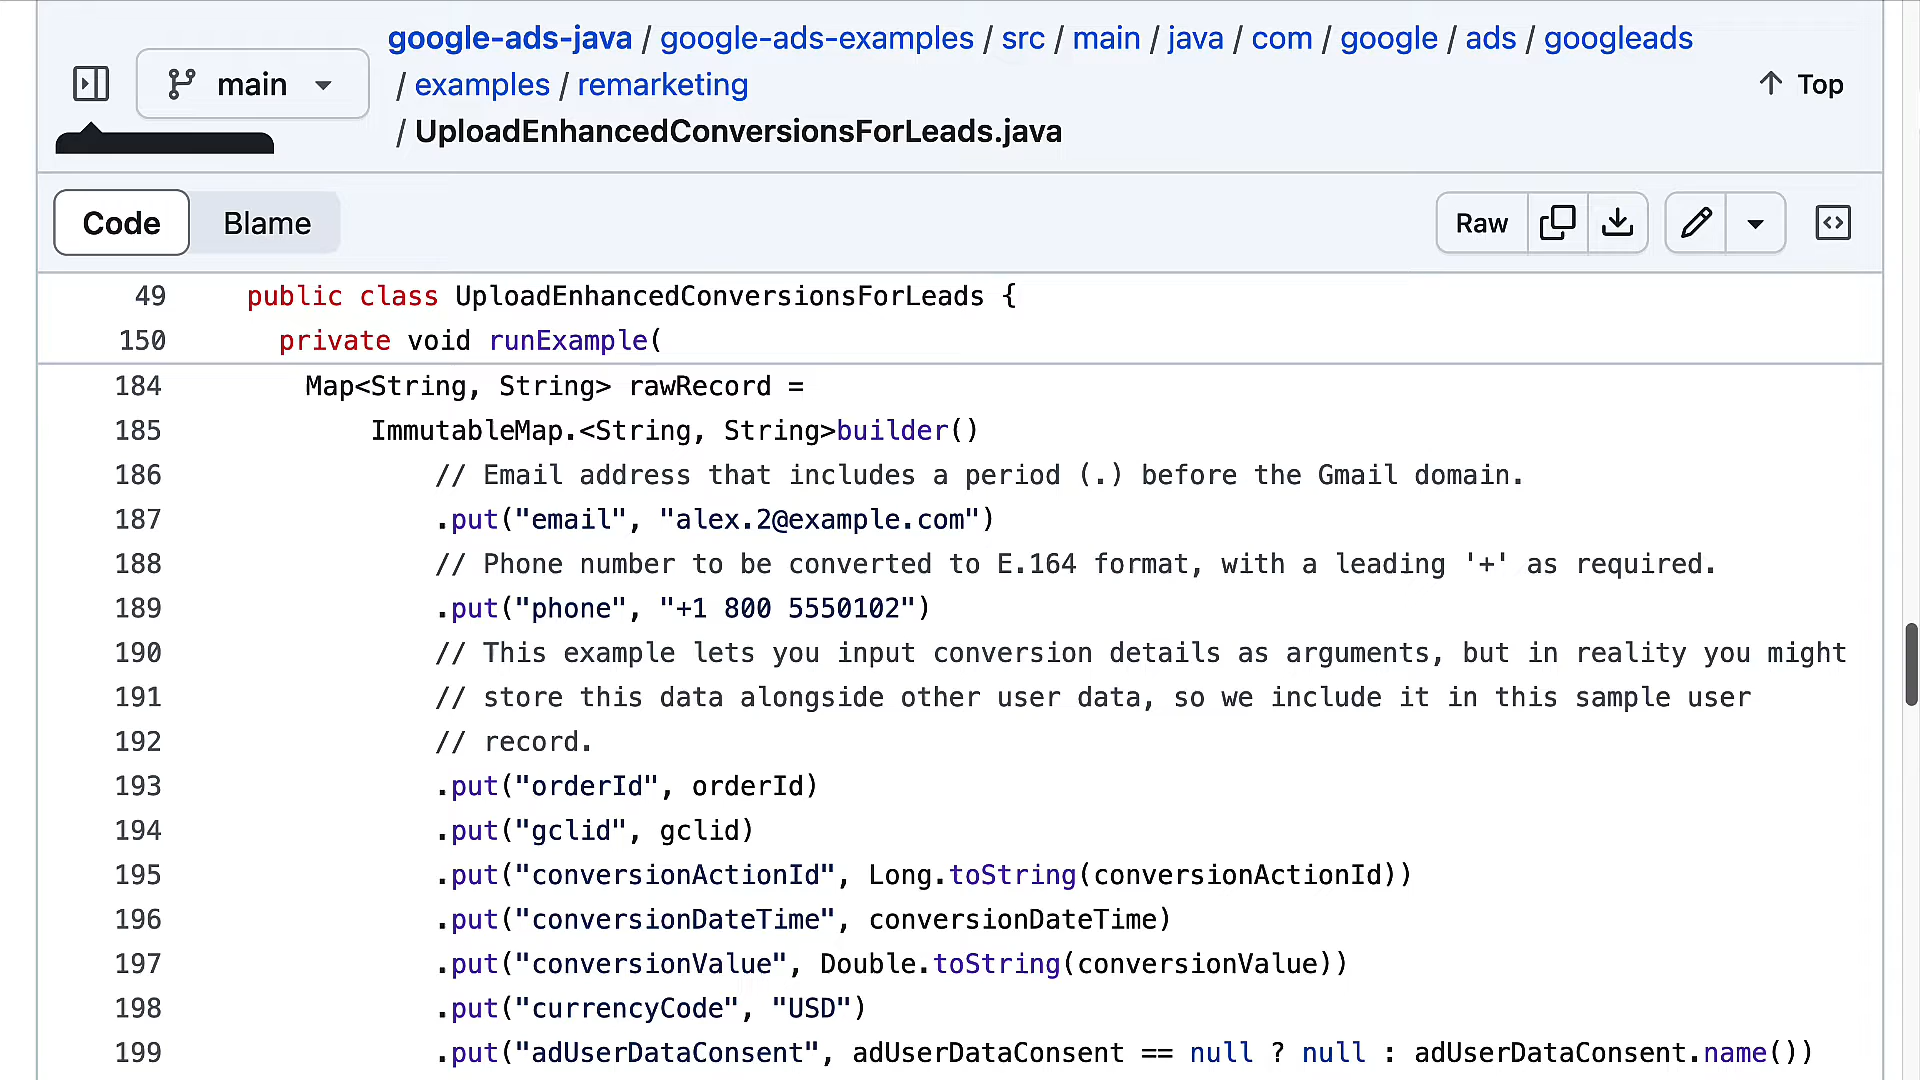 google-ads-java / google-ads-examples / src / main / java / com / google / ads / googleads
/ examples / remarketing
/ UploadEnhancedConversionsForLeads.java
main
Top
Code
Blame
Raw
49 public class UploadEnhancedConversionsForLeads {
150 private void runExample(
184 Map<String, String> rawRecord =
185 ImmutableMap.<String, String>builder()
186 // Email address that includes a period (.) before the Gmail domain.
187 .put("email", "alex.2@example.com")
188 // Phone number to be converted to E.164 format, with a leading '+' as required.
189 .put("phone", "+1 800 5550102")
190 // This example lets you input conversion details as arguments, but in reality you might
191 // store this data alongside other user data, so we include it in this sample user
192 // record.
193 .put("orderId", orderId)
194 .put("gclid", gclid)
195 .put("conversionActionId", Long.toString(conversionActionId))
196 .put("conversionDateTime", conversionDateTime)
197 .put("conversionValue", Double.toString(conversionValue))
198 .put("currencyCode", "USD")
199 .put("adUserDataConsent", adUserDataConsent == null ? null : adUserDataConsent.name())